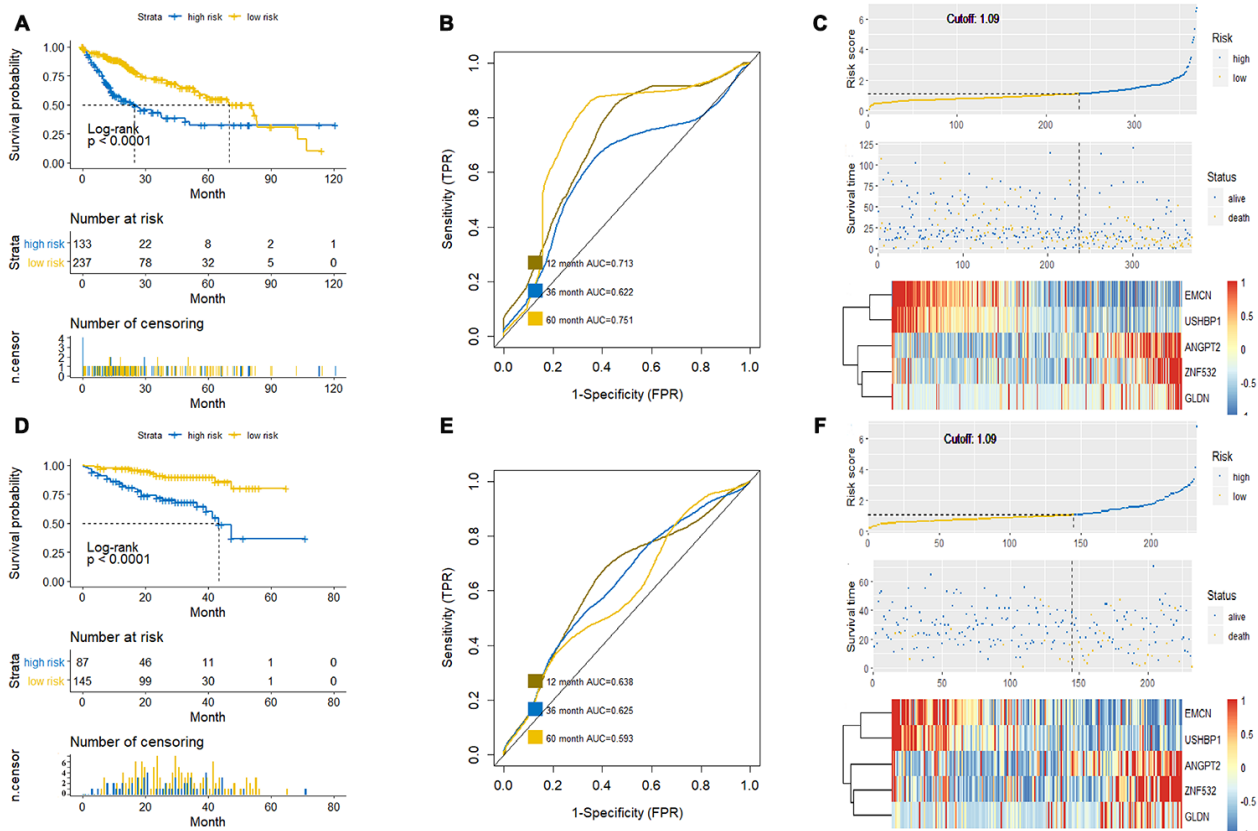 A
Strata high risk low risk
Survival probability
1.00
0.75
0.50
0.25
0.00
Log-rank
p < 0.0001
0 30 60 90 120
Month
Number at risk
Strata
high risk 133 22 8 2 1
low risk 237 78 32 5 0
0 30 60 90 120
Month
Number of censoring
n.censor
4
3
2
1
0
0 30 60 90 120
Month
B
Sensitivity (TPR)
1.0
0.8
0.6
0.4
0.2
0.0
12 month AUC=0.713
36 month AUC=0.622
60 month AUC=0.751
0.0 0.2 0.4 0.6 0.8 1.0
1-Specificity (FPR)
C
Cutoff: 1.09
Risk score
6
4
2
0
0 100 200 300
Risk
high
low
Survival time
125
100
75
50
25
0
0 100 200 300
Status
alive
death
EMCN
USHBP1
ANGPT2
ZNF532
GLDN
1
0.5
0
-0.5
-1
D
Strata high risk low risk
Survival probability
1.00
0.75
0.50
0.25
0.00
Log-rank
p < 0.0001
0 20 40 60 80
Month
Number at risk
Strata
high risk 87 46 11 1 0
low risk 145 99 30 1 0
0 20 40 60 80
Month
Number of censoring
n.censor
6
4
2
0
0 20 40 60 80
Month
E
Sensitivity (TPR)
1.0
0.8
0.6
0.4
0.2
0.0
12 month AUC=0.638
36 month AUC=0.625
60 month AUC=0.593
0.0 0.2 0.4 0.6 0.8 1.0
1-Specificity (FPR)
F
Cutoff: 1.09
Risk score
6
4
2
0
0 50 100 150 200
Risk
high
low
Survival time
60
40
20
0
0 50 100 150 200
Status
alive
death
EMCN
USHBP1
ANGPT2
ZNF532
GLDN
1
0.5
0
-0.5